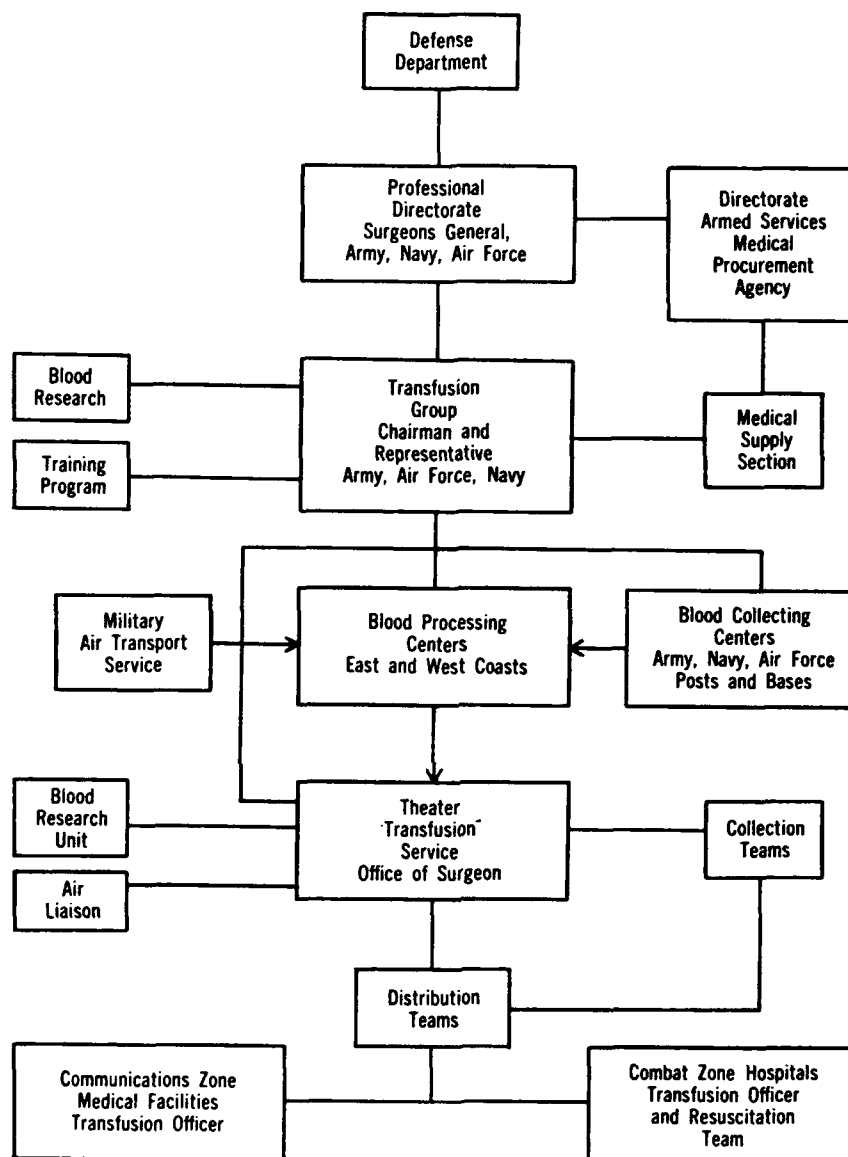 Defense
Department
Professional
Directorate
Surgeons General,
Army, Navy, Air Force
Directorate
Armed Services
Medical
Procurement
Agency
Blood
Research
Training
Program
Transfusion
Group
Chairman and
Representative
Army, Air Force, Navy
Medical
Supply
Section
Military
Air Transport
Service
Blood Processing
Centers
East and West Coasts
Blood Collecting
Centers
Army, Navy, Air Force
Posts and Bases
Blood
Research
Unit
Air
Liaison
Theater
"Transfusion"
Service
Office of Surgeon
Collection
Teams
Distribution
Teams
Communications Zone
Medical Facilities
Transfusion Officer
Combat Zone Hospitals
Transfusion Officer
and Resuscitation
Team